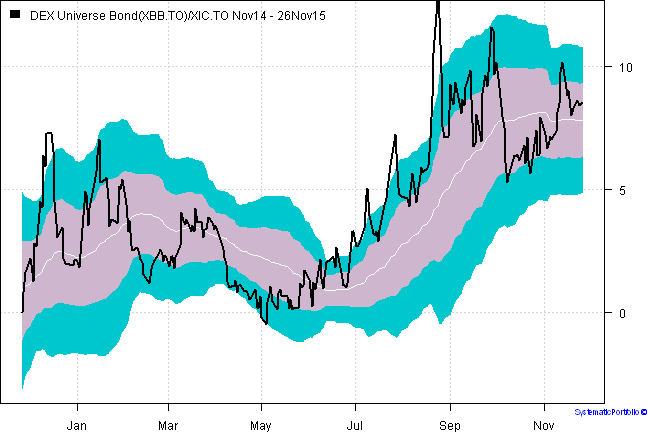 DEX Universe Bond(XBB.TO)/XIC.TO Nov14 - 26Nov15
10
5
0
Jan Mar May Jul Sep Nov
SystematicPortfolio ©